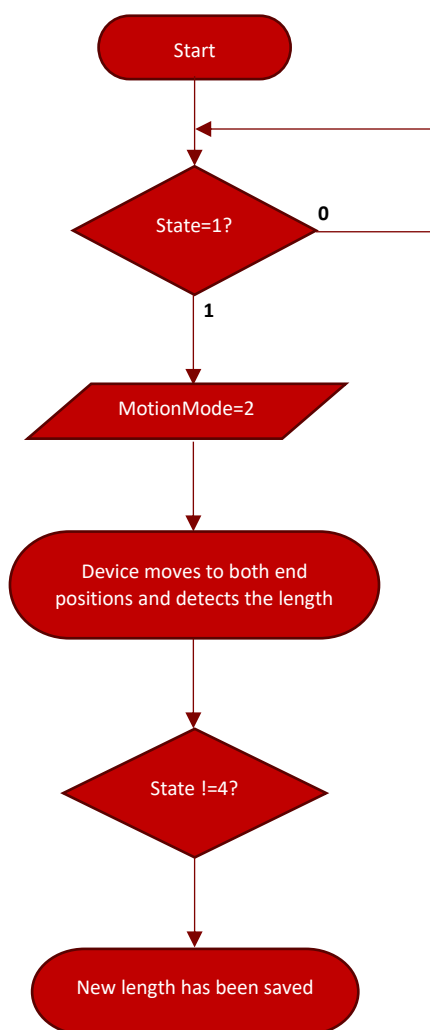 Start
State=1?
0
1
MotionMode=2
Device moves to both end
positions and detects the length
State !=4?
New length has been saved